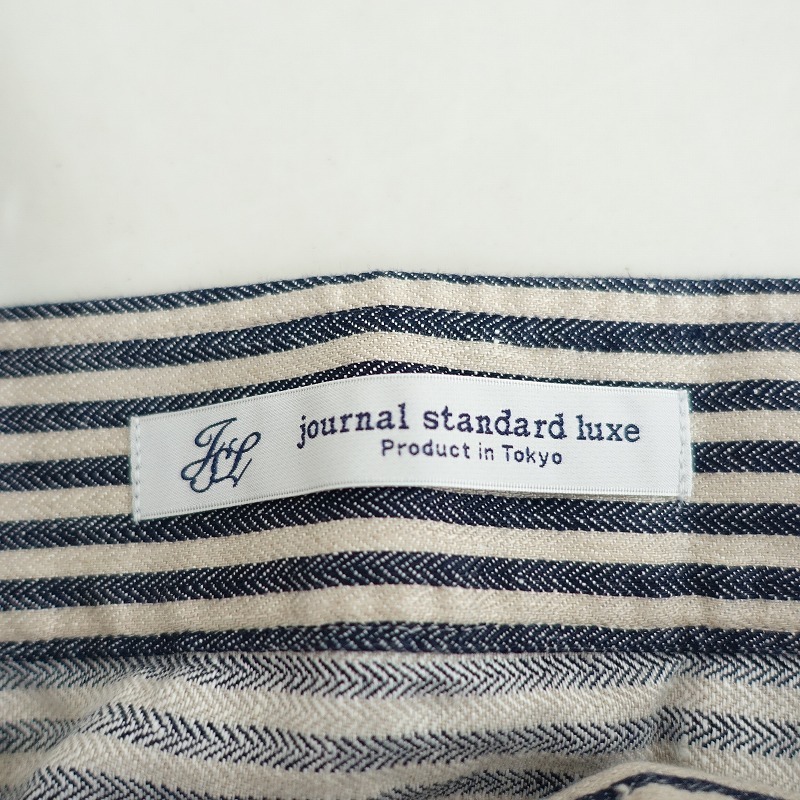 JSL
journal standard luxe
Product in Tokyo